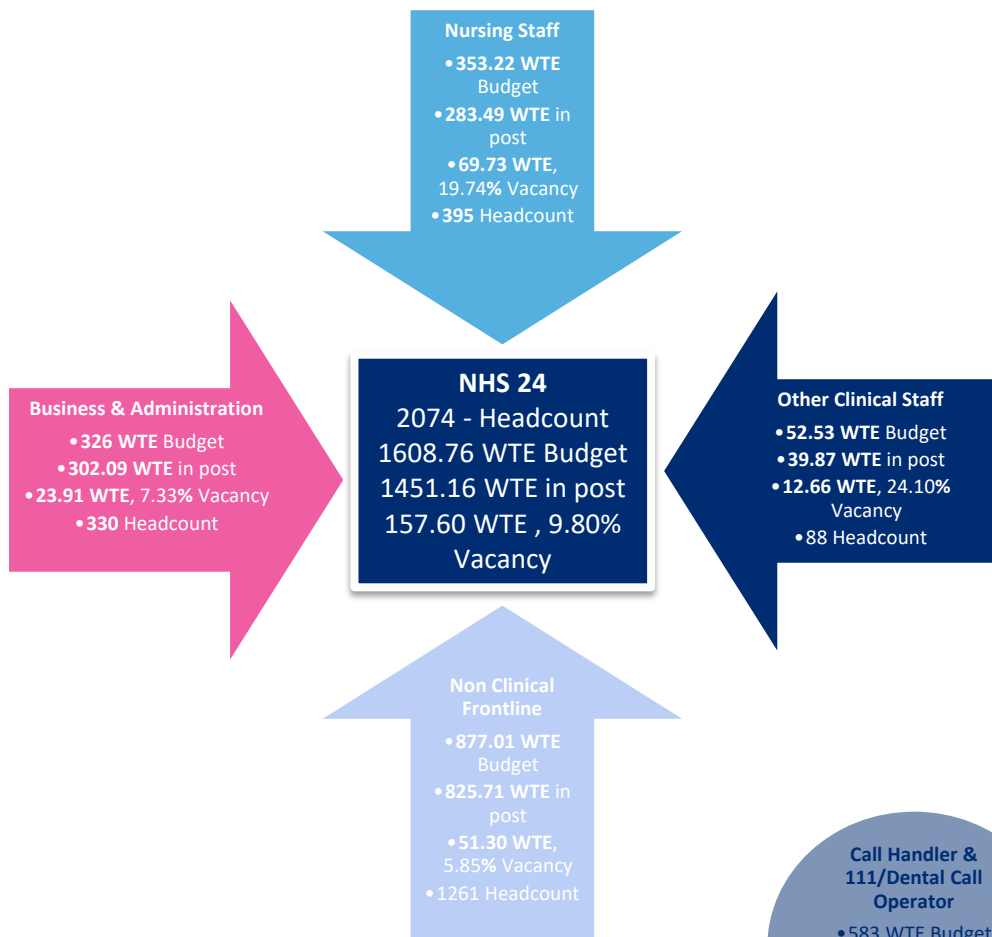 Nursing Staff
•353.22 WTE
Budget
•283.49 WTE in
post
•69.73 WTE,
19.74% Vacancy
•395 Headcount
Business & Administration
•326 WTE Budget
•302.09 WTE in post
•23.91 WTE, 7.33% Vacancy
•330 Headcount
NHS 24
2074 - Headcount
1608.76 WTE Budget
1451.16 WTE in post
157.60 WTE , 9.80%
Vacancy
Other Clinical Staff
•52.53 WTE Budget
•39.87 WTE in post
•12.66 WTE, 24.10%
Vacancy
•88 Headcount
Non Clinical
Frontline
•877.01 WTE
Budget
•825.71 WTE in
post
•51.30 WTE,
5.85% Vacancy
•1261 Headcount
Call Handler &
111/Dental Call
Operator
•583 WTE Budget